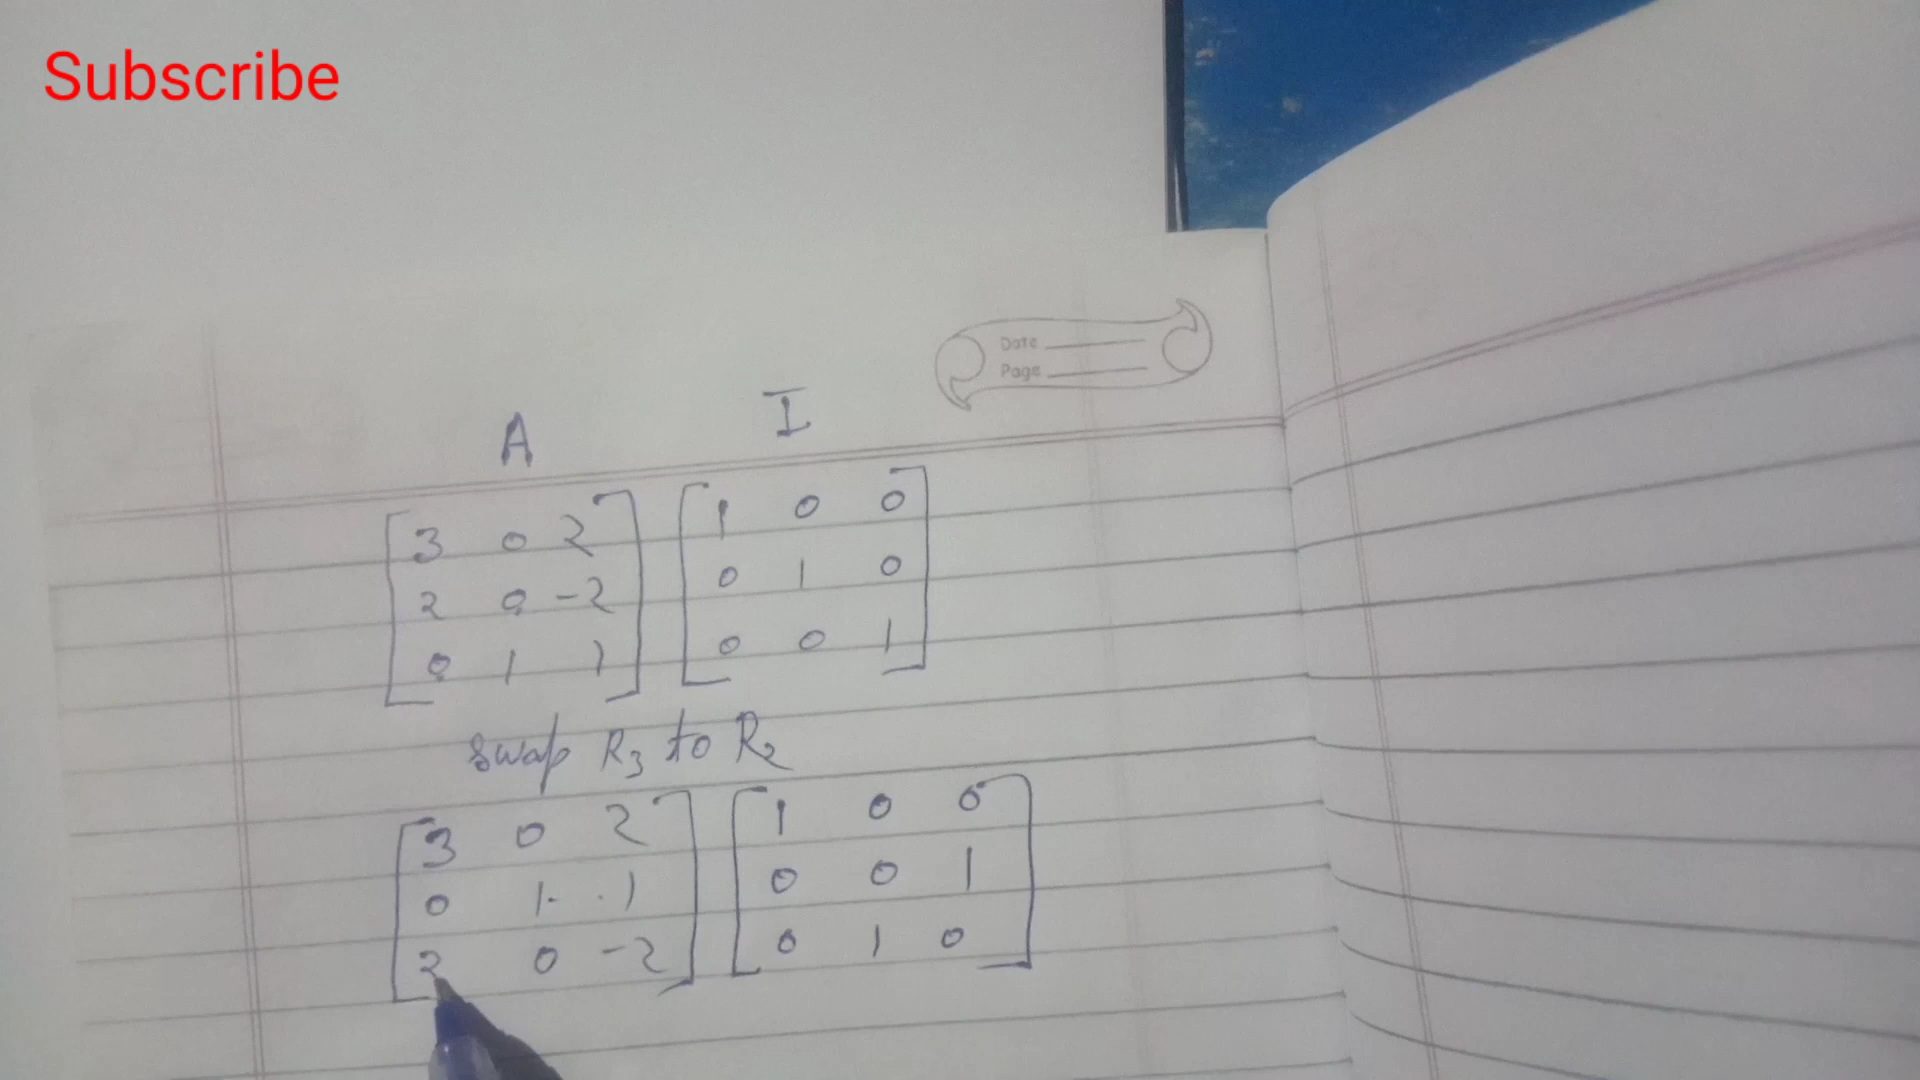 Subscribe
Date
Page
A I
3 0 2 1 0 0
2 0 -2 0 1 0
0 1 1 0 0 1
swap R3 to R2
3 0 2 1 0 0
0 1 1 0 0 1
2 0 -2 0 1 0